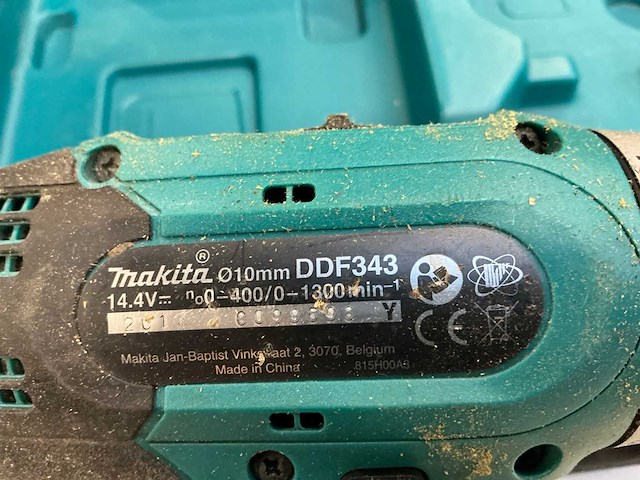 makita® Ø10mm DDF343
14.4V⎓ n₀0-400/0-1300min⁻¹
Y
Makita Jan-Baptist Vinkstraat 2, 3070, Belgium
Made in China 815H00A8